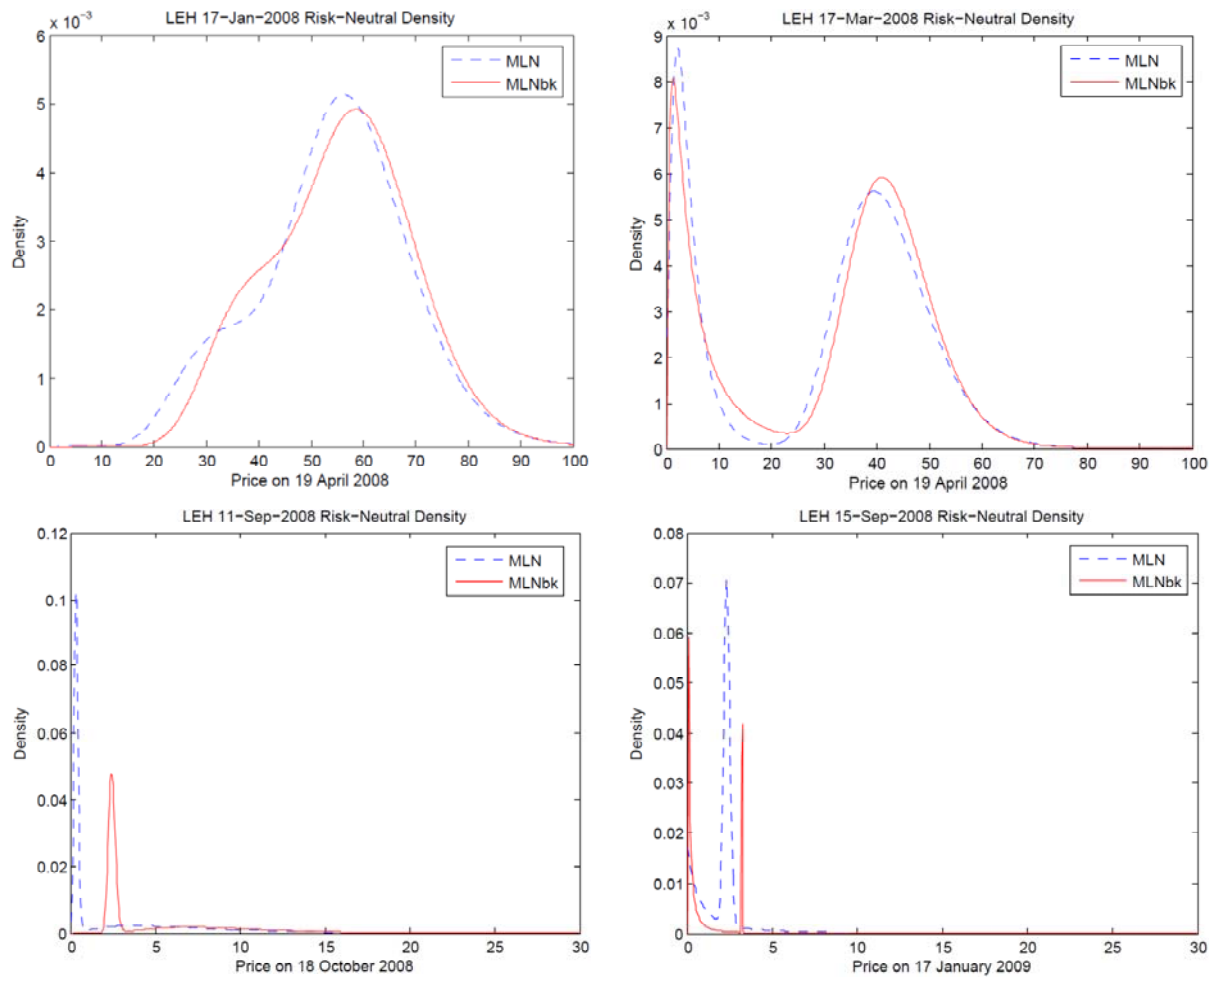 LEH 17−Jan−2008 Risk−Neutral Density
x 10⁻³
6
5
4
3
2
1
0
Density
MLN
MLNbk
0 10 20 30 40 50 60 70 80 90 100
Price on 19 April 2008
LEH 17−Mar−2008 Risk−Neutral Density
x 10⁻³
9
8
7
6
5
4
3
2
1
0
Density
MLN
MLNbk
0 10 20 30 40 50 60 70 80 90 100
Price on 19 April 2008
LEH 11−Sep−2008 Risk−Neutral Density
0.12
0.1
0.08
0.06
0.04
0.02
0
Density
MLN
MLNbk
0 5 10 15 20 25 30
Price on 18 October 2008
LEH 15−Sep−2008 Risk−Neutral Density
0.08
0.07
0.06
0.05
0.04
0.03
0.02
0.01
0
Density
MLN
MLNbk
0 5 10 15 20 25 30
Price on 17 January 2009